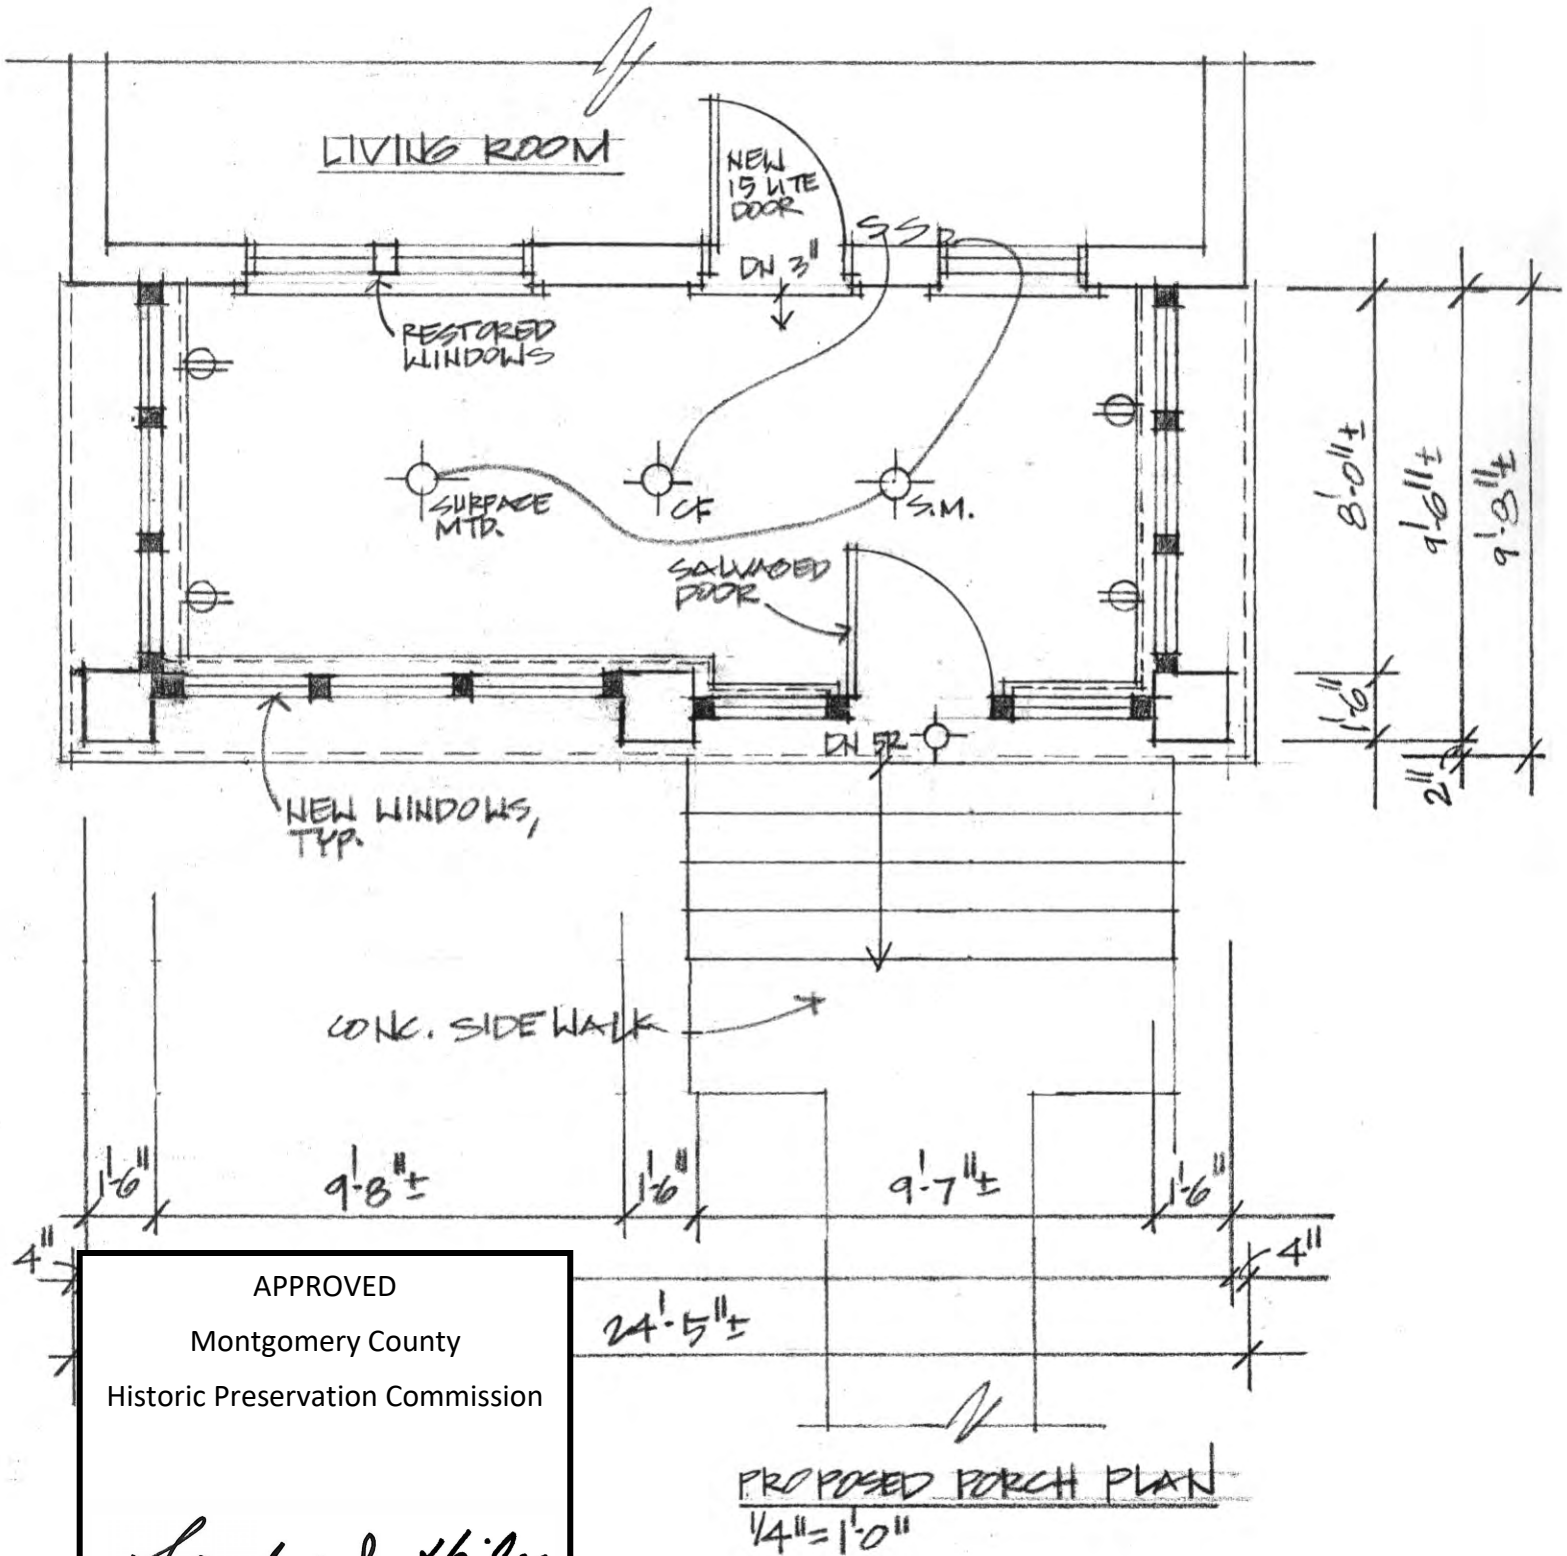 LIVING ROOM
NEW
15 LITE
DOOR
S S D
DN 3"
RESTORED
WINDOWS
SURFACE
MTD.
CF
S.M.
SALVAGED
DOOR
8'-0"±
9'-6"±
9'-8"±
1'-6"
2"
DN 5R
NEW WINDOWS,
TYP.
CONC. SIDEWALK
1'-6"
9'-8"±
1'-6"
9'-7"±
1'-6"
4"
4"
24'-5"±
APPROVED
Montgomery County
Historic Preservation Commission
PROPOSED PORCH PLAN
1/4"=1'-0"